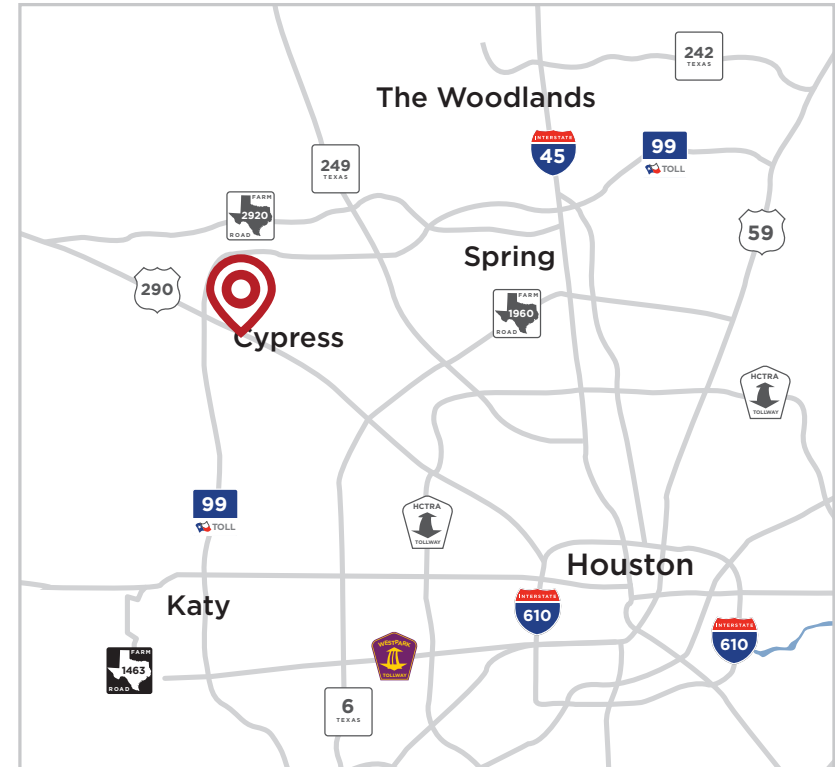 242
TEXAS
The Woodlands
INTERSTATE
45
99
TOLL
249
TEXAS
FARM
2920
ROAD
59
Spring
290
FARM
1960
ROAD
Cypress
HCTRA
TOLLWAY
99
TOLL
HCTRA
TOLLWAY
Houston
Katy
INTERSTATE
610
INTERSTATE
610
WESTPARK
TOLLWAY
FARM
1463
ROAD
6
TEXAS